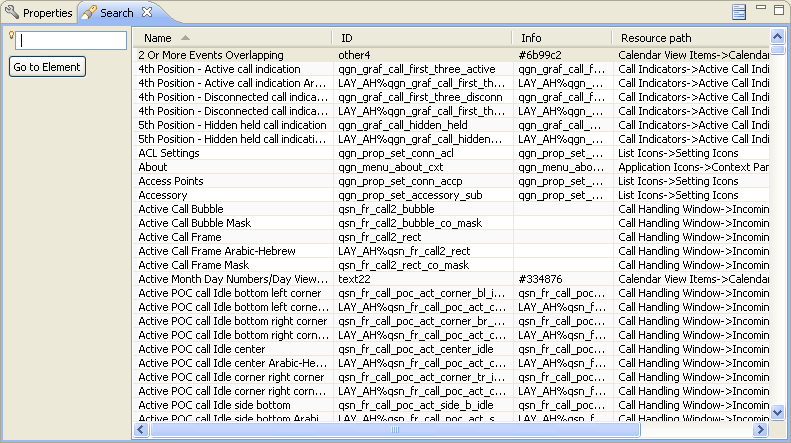 Properties Search
Name ID Info Resource path
Go to Element
2 Or More Events Overlapping other4 #6b99c2 Calendar View Items->Calendar
4th Position - Active call indication qgn_graf_call_first_three_active qgn_graf_call_f... Call Indicators->Active Call Indi
4th Position - Active call indication Ar... LAY_AH%qgn_graf_call_first_th... LAY_AH%qgn_... Call Indicators->Active Call Indi
4th Position - Disconnected call indica... qgn_graf_call_first_three_disconn qgn_graf_call_f... Call Indicators->Active Call Indi
4th Position - Disconnected call indica... LAY_AH%qgn_graf_call_first_th... LAY_AH%qgn_... Call Indicators->Active Call Indi
5th Position - Hidden held call indication qgn_graf_call_hidden_held qgn_graf_call_... Call Indicators->Active Call Indi
5th Position - Hidden held call indicati... LAY_AH%qgn_graf_call_hidden... LAY_AH%qgn_... Call Indicators->Active Call Indi
ACL Settings qgn_prop_set_conn_acl qgn_prop_set_... List Icons->Setting Icons
About qgn_menu_about_cxt qgn_menu_abo... Application Icons->Context Par
Access Points qgn_prop_set_conn_accp qgn_prop_set_... List Icons->Setting Icons
Accessory qgn_prop_set_accessory_sub qgn_prop_set_... List Icons->Setting Icons
Active Call Bubble qsn_fr_call2_bubble Call Handling Window->Incomin
Active Call Bubble Mask qsn_fr_call2_bubble_co_mask Call Handling Window->Incomin
Active Call Frame qsn_fr_call2_rect Call Handling Window->Incomin
Active Call Frame Arabic-Hebrew LAY_AH%qsn_fr_call2_rect Call Handling Window->Incomin
Active Call Frame Mask qsn_fr_call2_rect_co_mask Call Handling Window->Incomin
Active Month Day Numbers/Day View... text22 #334876 Calendar View Items->Calendar
Active POC call Idle bottom left corner qsn_fr_call_poc_act_corner_bl_i... qsn_fr_call_poc... Call Handling Window->Incomin
Active POC call Idle bottom left corner LAY_AH%qsn_fr_call_poc_act_c... LAY_AH%qsn_f... Call Handling Window->Incomin
Active POC call Idle bottom right corner qsn_fr_call_poc_act_corner_br_... qsn_fr_call_poc... Call Handling Window->Incomin
Active POC call Idle bottom right corner LAY_AH%qsn_fr_call_poc_act_c... LAY_AH%qsn_f... Call Handling Window->Incomin
Active POC call Idle center qsn_fr_call_poc_act_center_idle qsn_fr_call_poc... Call Handling Window->Incomin
Active POC call Idle center Arabic-He... LAY_AH%qsn_fr_call_poc_act_c... LAY_AH%qsn_f... Call Handling Window->Incomin
Active POC call Idle corner right corner qsn_fr_call_poc_act_corner_tr_i... qsn_fr_call_poc... Call Handling Window->Incomin
Active POC call Idle corner right corner LAY_AH%qsn_fr_call_poc_act_c... LAY_AH%qsn_f... Call Handling Window->Incomin
Active POC call Idle side bottom qsn_fr_call_poc_act_side_b_idle qsn_fr_call_poc... Call Handling Window->Incomin
Active POC call Idle side bottom Arabi... LAY_AH%qsn_fr_call_poc_act_s... LAY_AH%qsn_f... Call Handling Window->Incomin